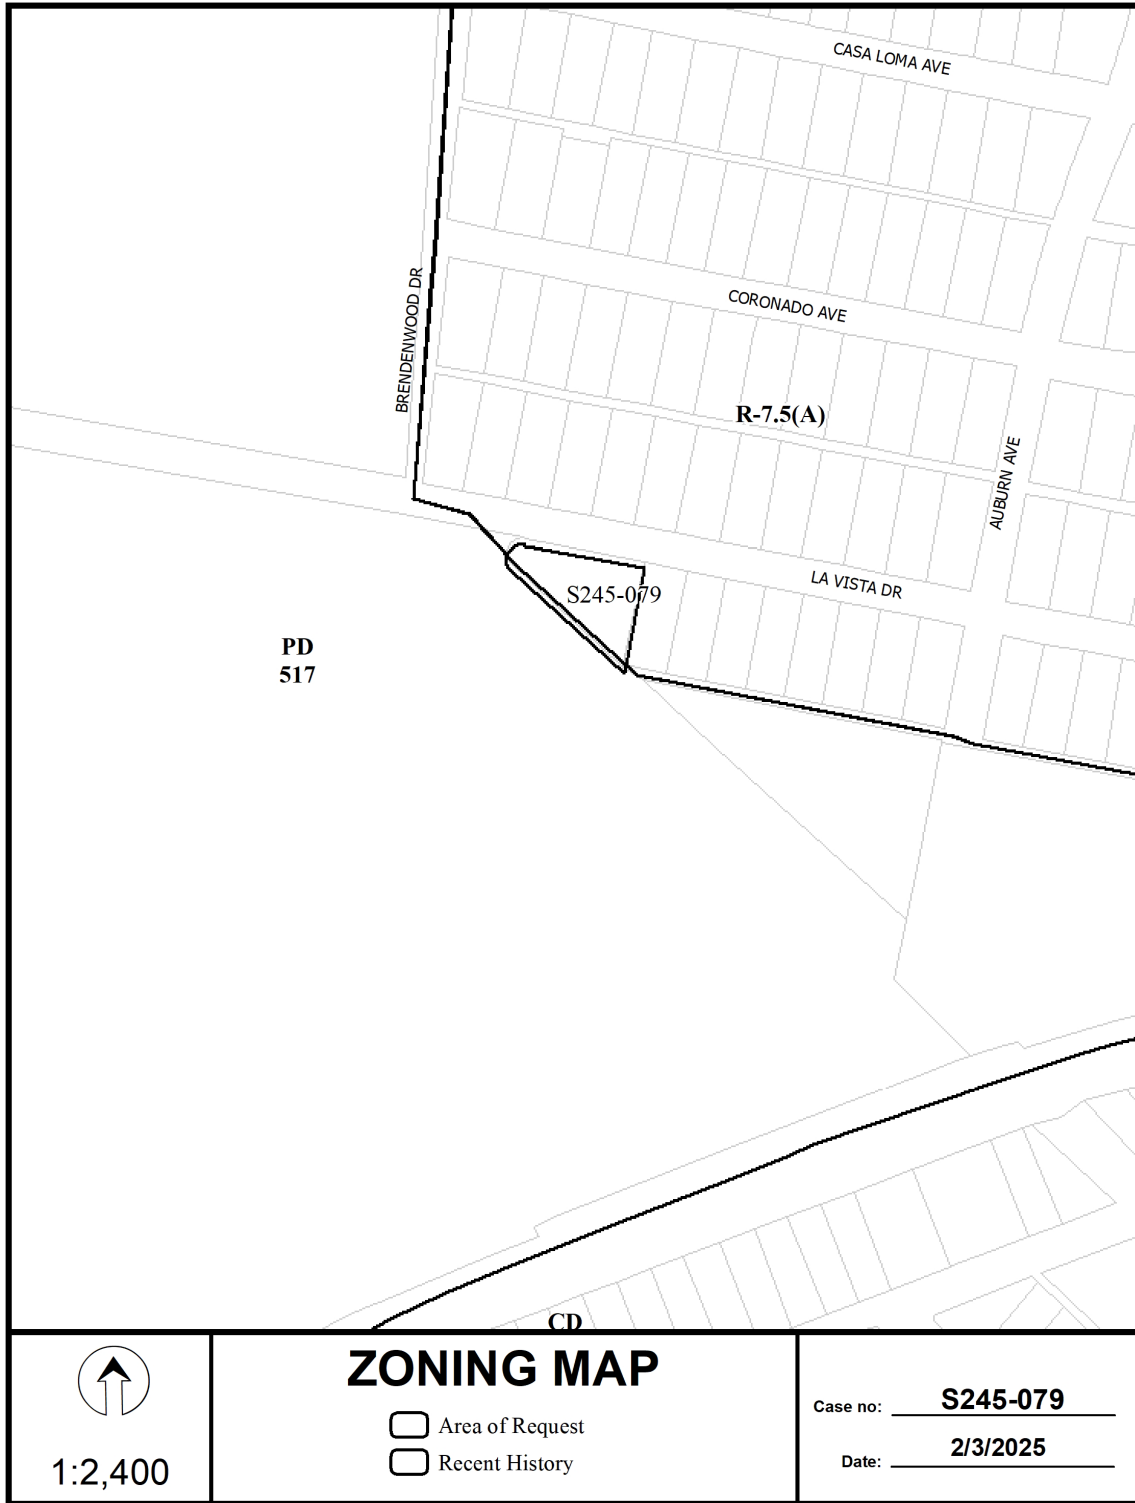 CASA LOMA AVE
BRENDENWOOD DR
CORONADO AVE
R-7.5(A)
AUBURN AVE
LA VISTA DR
S245-079
PD
517
CD
1:2,400
ZONING MAP
Area of Request
Recent History
Case no: S245-079
Date: 2/3/2025